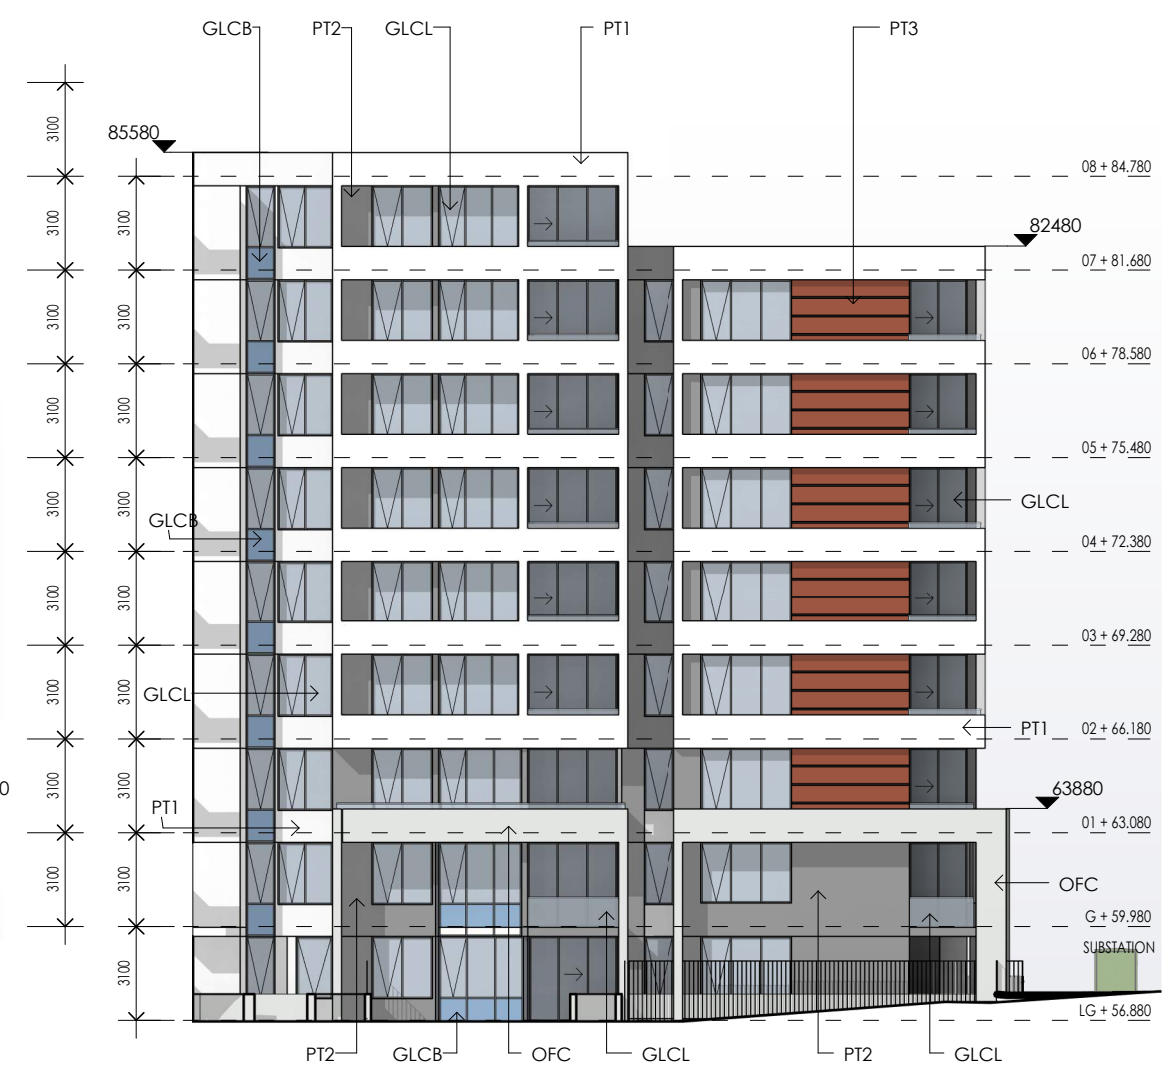 GLCB PT2 GLCL PT1 PT3
85580
08 + 84.780
3100
82480
07 + 81.680
3100 3100
06 + 78.580
3100 3100
05 + 75.480
3100 3100
GLCL
GLCB
04 + 72.380
3100 3100
03 + 69.280
3100 3100
GLCL
PT1
02 + 66.180
3100 3100
0
63880
PT1
01 + 63.080
3100 3100
OFC
G + 59.980
SUBSTATION
3100
LG + 56.880
PT2 GLCB OFC GLCL PT2 GLCL